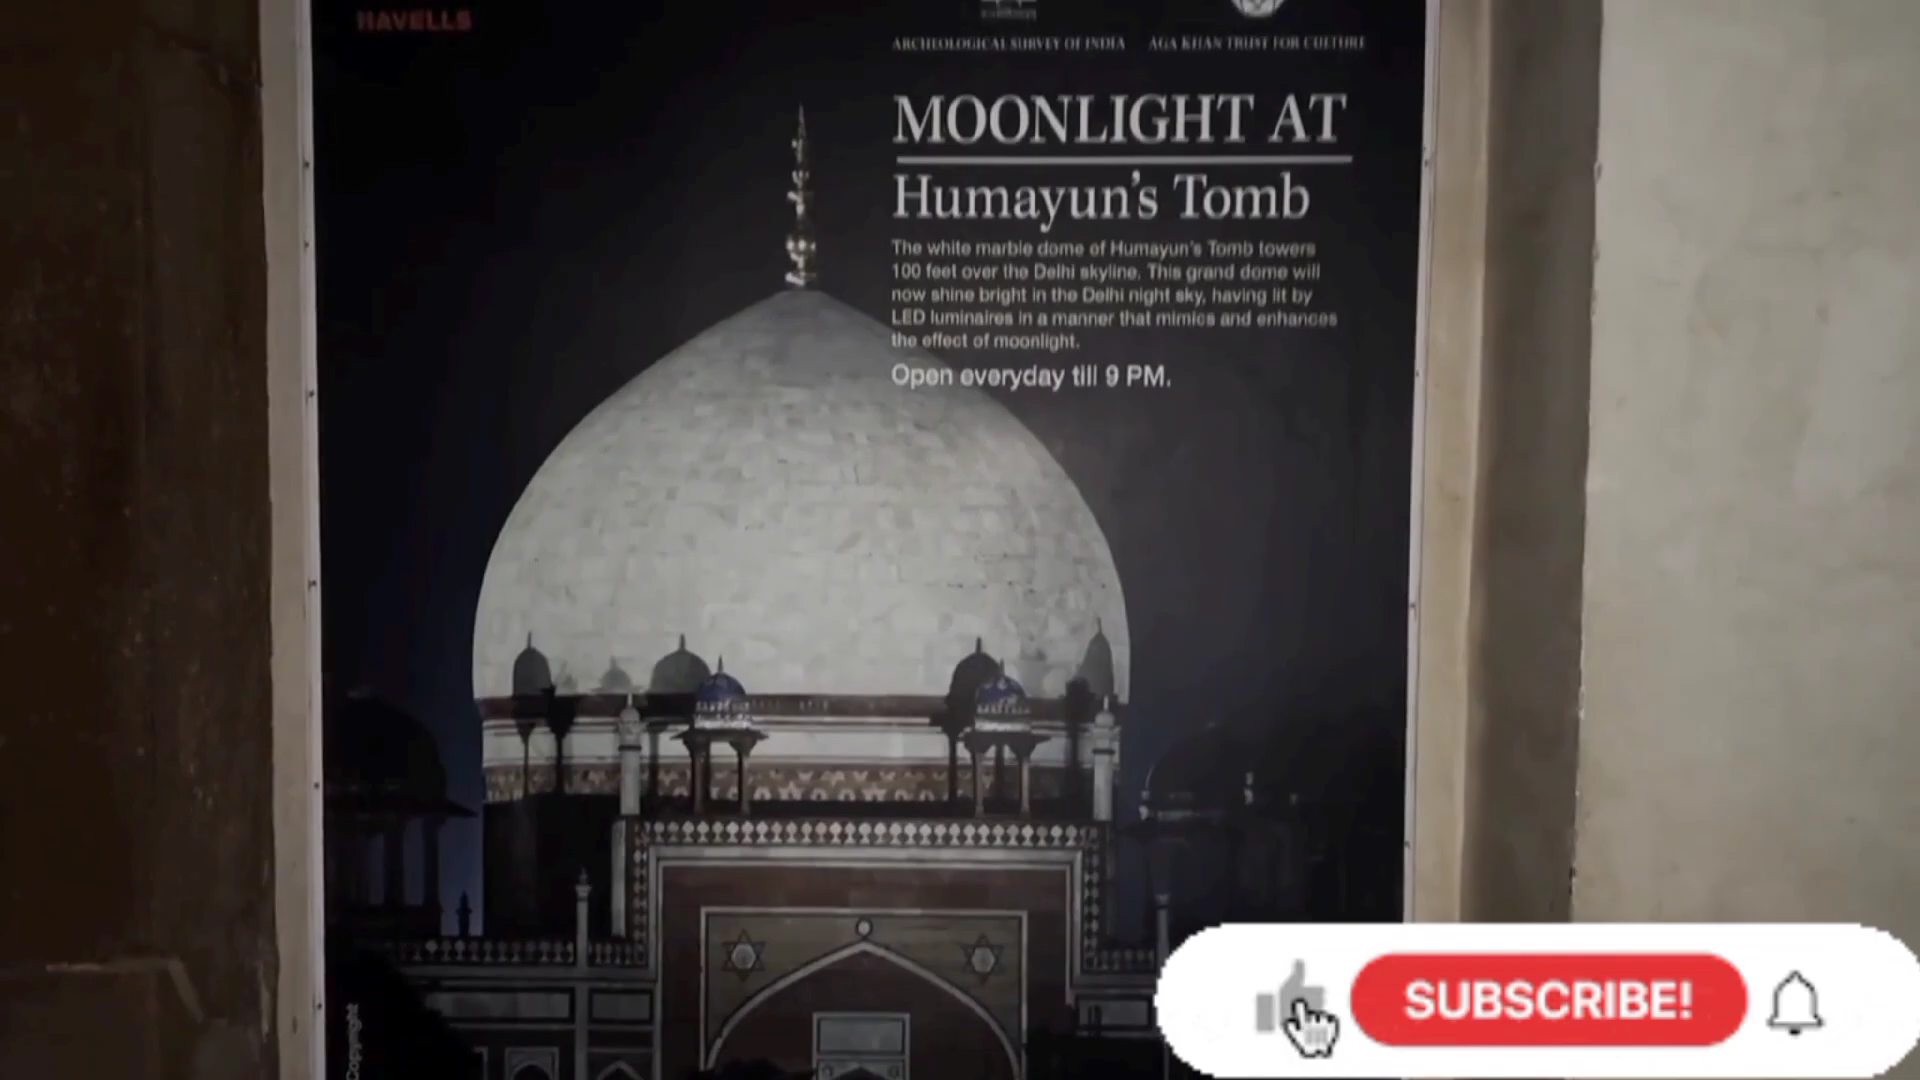 HAVELLS
ARCHEOLOGICAL SURVEY OF INDIA AGA KHAN TRUST FOR CULTURE
MOONLIGHT AT
Humayun's Tomb
The white marble dome of Humayun's Tomb towers
100 feet over the Delhi skyline. This grand dome will
now shine bright in the Delhi night sky, having lit by
LED luminaires in a manner that mimics and enhances
the effect of moonlight.
Open everyday till 9 PM.
Copyright
SUBSCRIBE!